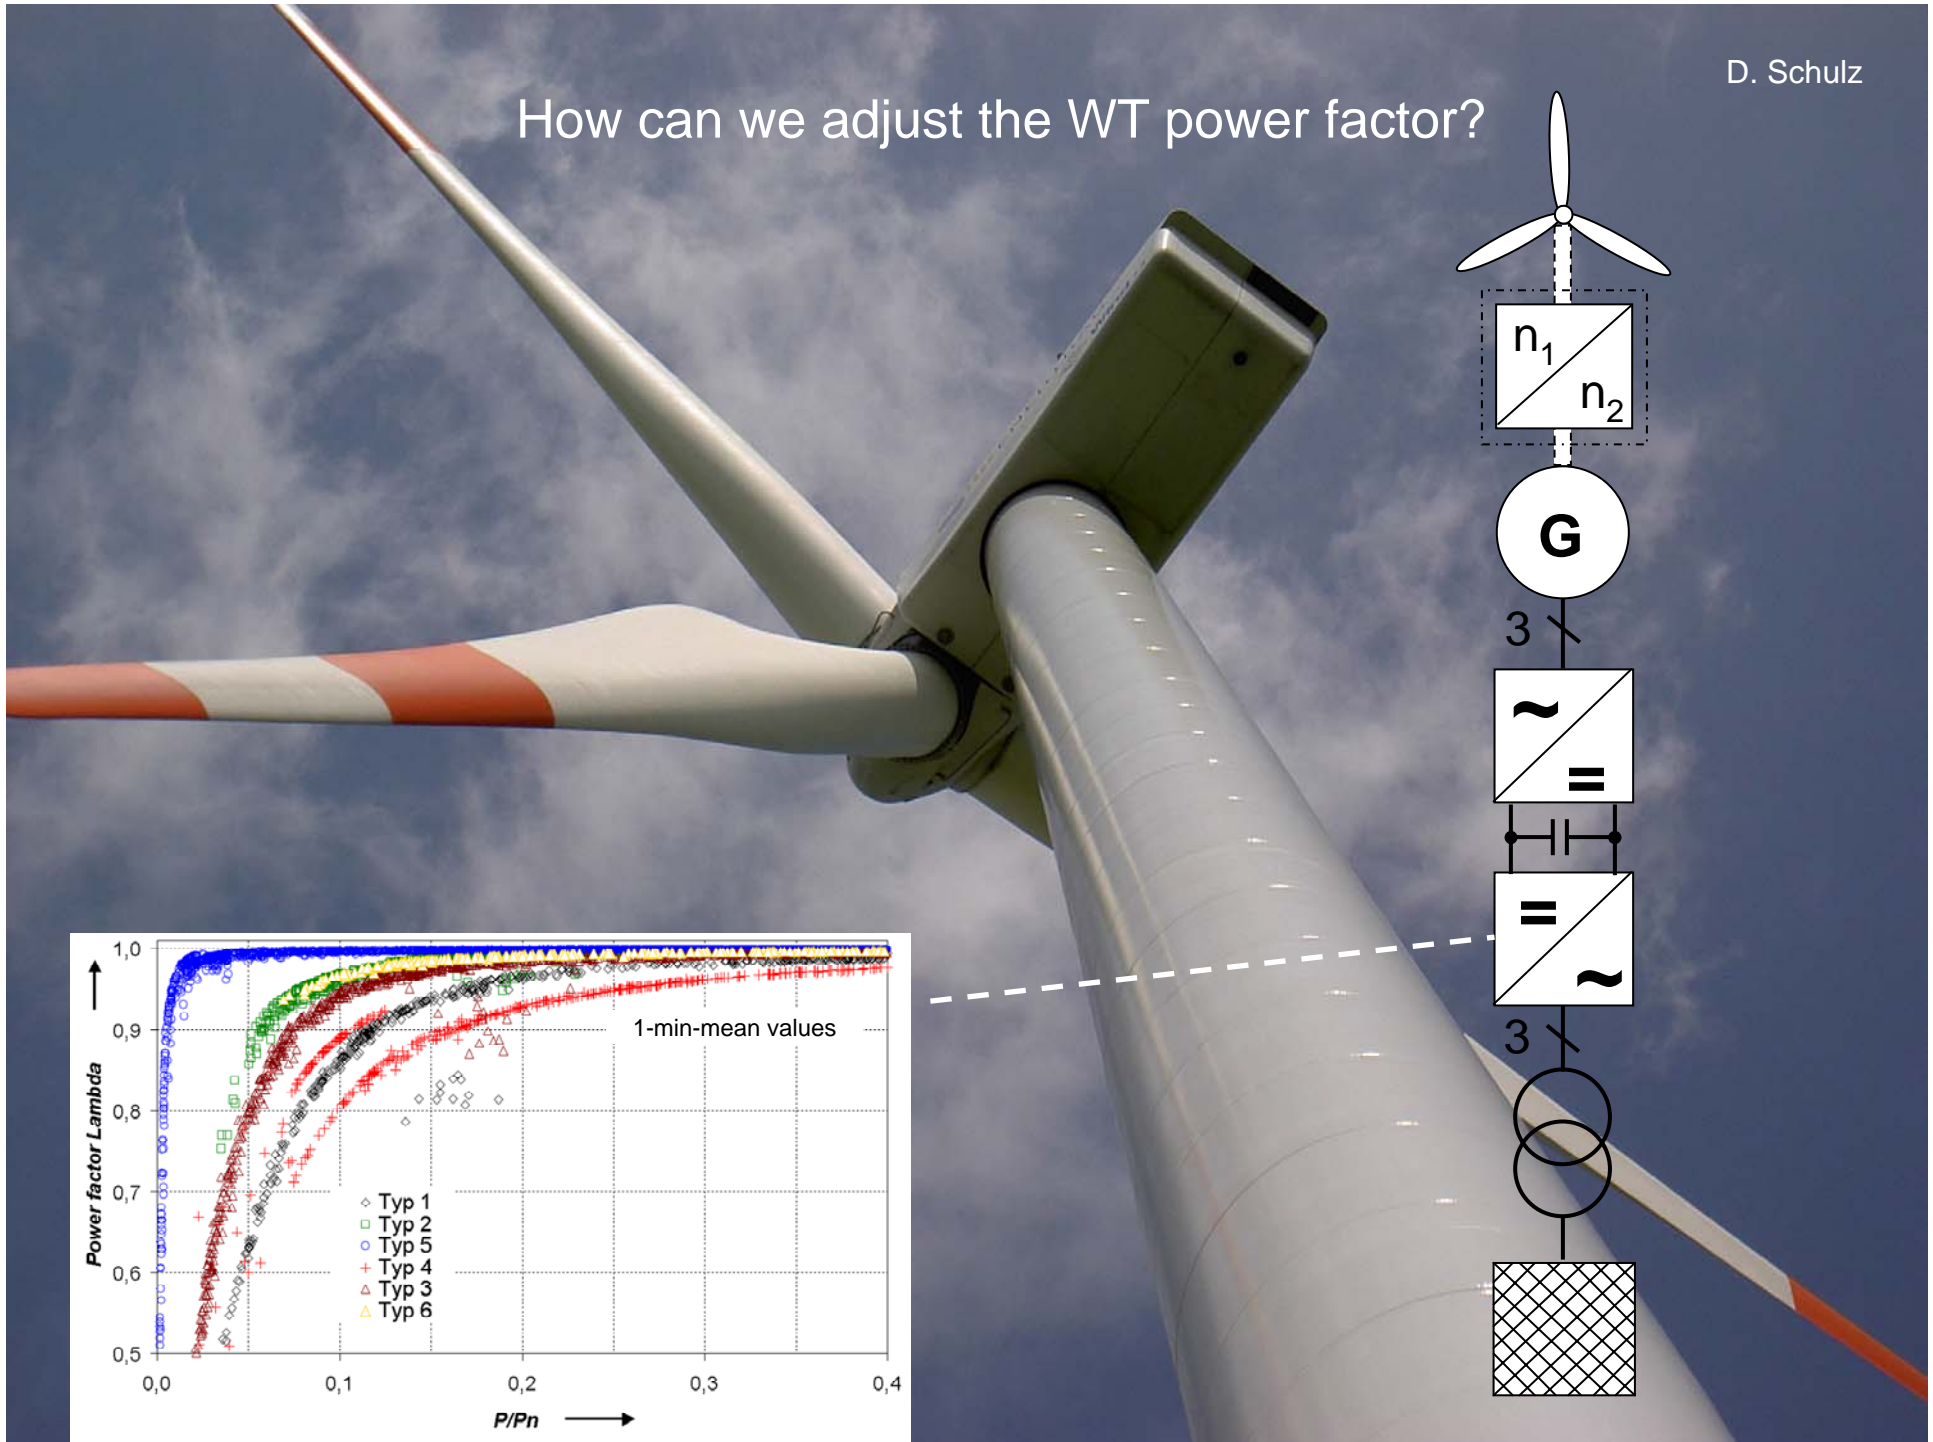 D. Schulz
How can we adjust the WT power factor?
n1
n2
G
3
~
=
=
~
3
1,0
0,9
0,8
0,7
0,6
0,5
Power factor Lambda
1-min-mean values
Typ 1
Typ 2
Typ 5
Typ 4
Typ 3
Typ 6
0,0
0,1
0,2
0,3
0,4
P/Pn